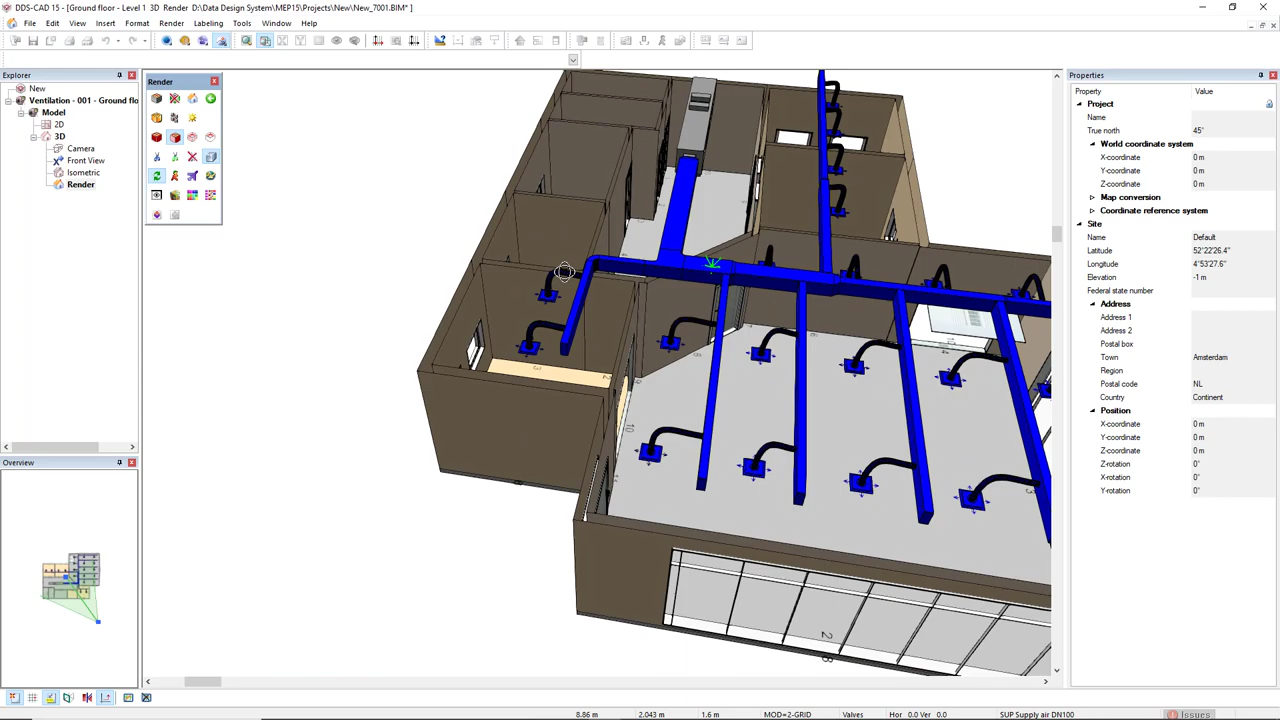 DDS-CAD 15 - [Ground floor - Level 1  3D  Render  D:\Data Design System\MEP15\Projects\New\New_7001.BIM* ]
File Edit View Insert Format Render Labeling Tools Window Help
Explorer
New
Ventilation - 001 - Ground flo
Model
2D
3D
Camera
Front View
Isometric
Render
Overview
Render
Properties
Property Value
Project
Name
True north 45°
World coordinate system
X-coordinate 0 m
Y-coordinate 0 m
Z-coordinate 0 m
Map conversion
Coordinate reference system
Site
Name Default
Latitude 52°22'26.4"
Longitude 4°53'27.6"
Elevation -1 m
Federal state number
Address
Address 1
Address 2
Postal box
Town Amsterdam
Region
Postal code NL
Country Continent
Position
X-coordinate 0 m
Y-coordinate 0 m
Z-coordinate 0 m
Z-rotation 0°
X-rotation 0°
Y-rotation 0°
8.86 m 2.043 m 1.6 m MOD=2-GRID Valves Hor 0.0 Ver 0.0 SUP Supply air DN100 Issues